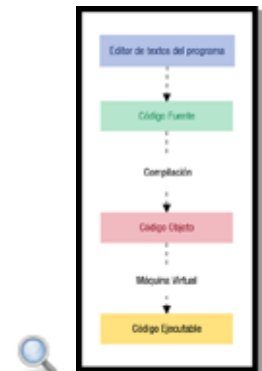 Editor de textos del programa
Código Fuente
Compilación
Código Objeto
Máquina Virtual
Código Ejecutable